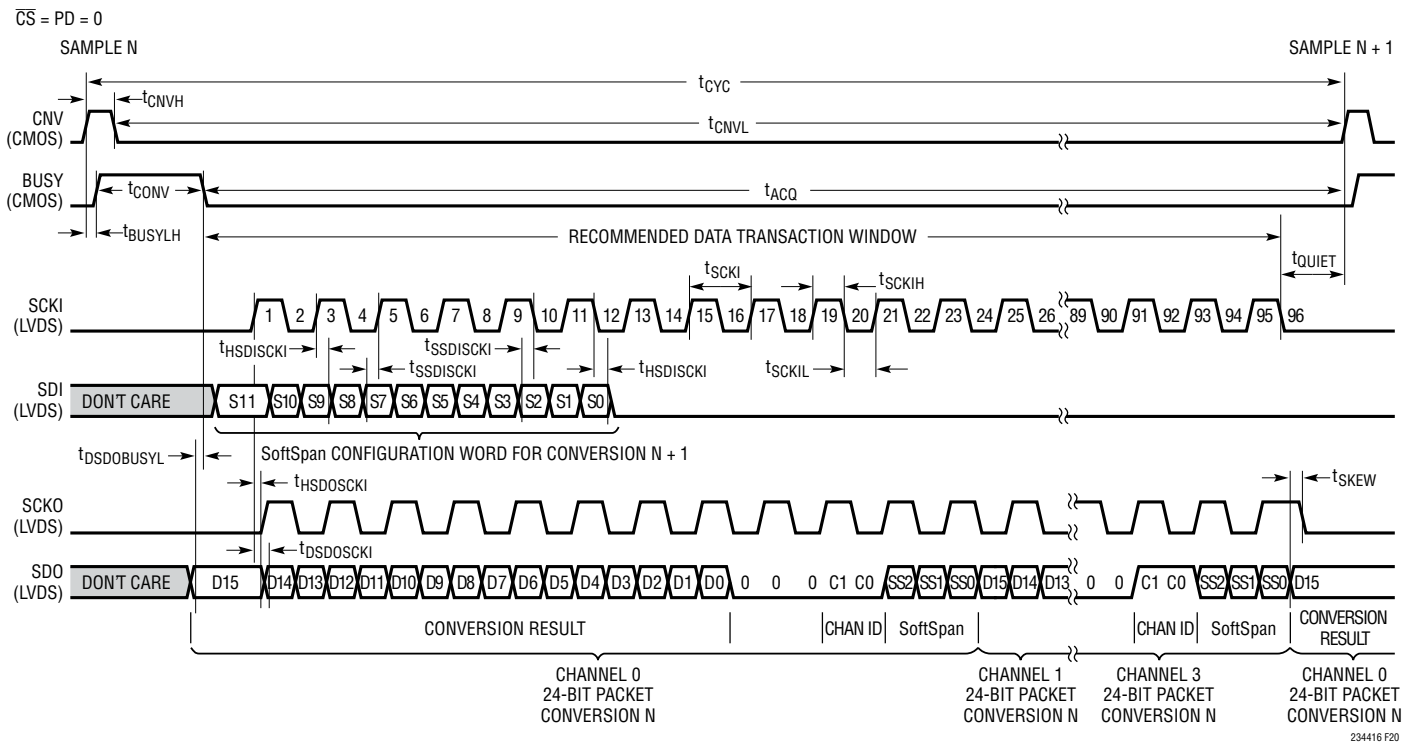 CS = PD = 0
SAMPLE N
SAMPLE N + 1
tCYC
tCNVH
CNV
(CMOS)
tCNVL
BUSY
(CMOS)
tCONV
tACQ
tBUSYLH
RECOMMENDED DATA TRANSACTION WINDOW
tQUIET
tSCKI
tSCKIH
SCKI
(LVDS)
1 2 3 4 5 6 7 8 9 10 11 12 13 14 15 16 17 18 19 20 21 22 23 24 25 26 89 90 91 92 93 94 95 96
tHSDISCKI
tSSDISCKI
tSSDISCKI
tHSDISCKI
tSCKIL
SDI
(LVDS)
DON'T CARE S11 S10 S9 S8 S7 S6 S5 S4 S3 S2 S1 S0
tDSDOBUSYL
SoftSpan CONFIGURATION WORD FOR CONVERSION N + 1
tHSDOSCKI
tSKEW
SCKO
(LVDS)
tDSDOSCKI
SDO
(LVDS)
DON'T CARE D15 D14 D13 D12 D11 D10 D9 D8 D7 D6 D5 D4 D3 D2 D1 D0 0 0 0 C1 C0 SS2 SS1 SS0 D15 D14 D13 0 0 C1 C0 SS2 SS1 SS0 D15
CONVERSION RESULT
CHAN ID
SoftSpan
CHAN ID
SoftSpan
CONVERSION
RESULT
CHANNEL 0
24-BIT PACKET
CONVERSION N
CHANNEL 1
24-BIT PACKET
CONVERSION N
CHANNEL 3
24-BIT PACKET
CONVERSION N
CHANNEL 0
24-BIT PACKET
CONVERSION N
234416 F20